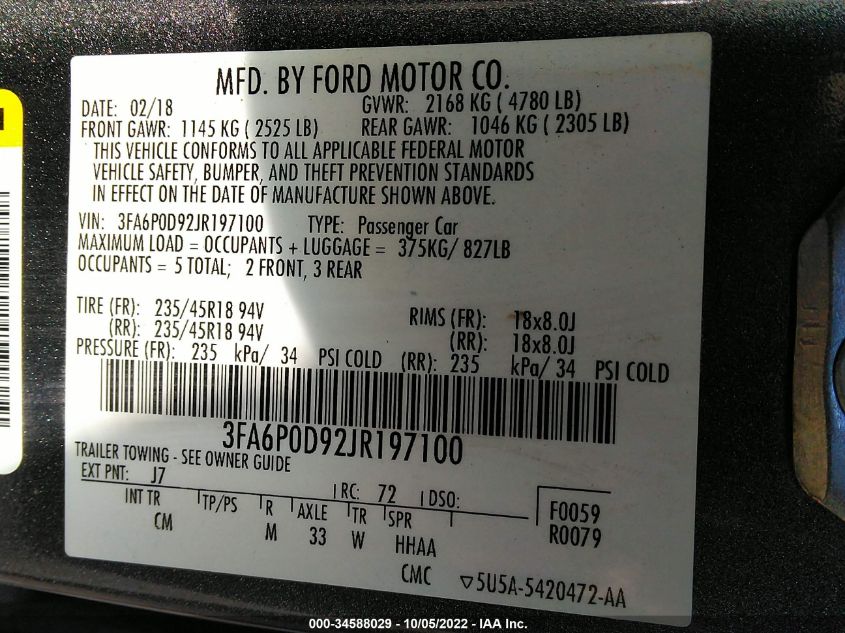 MFD. BY FORD MOTOR CO.
DATE: 02/18 GVWR: 2168 KG ( 4780 LB)
FRONT GAWR: 1145 KG ( 2525 LB) REAR GAWR: 1046 KG ( 2305 LB)
THIS VEHICLE CONFORMS TO ALL APPLICABLE FEDERAL MOTOR
VEHICLE SAFETY, BUMPER, AND THEFT PREVENTION STANDARDS
IN EFFECT ON THE DATE OF MANUFACTURE SHOWN ABOVE.
VIN: 3FA6P0D92JR197100 TYPE: Passenger Car
MAXIMUM LOAD = OCCUPANTS + LUGGAGE = 375KG/ 827LB
OCCUPANTS = 5 TOTAL; 2 FRONT, 3 REAR
TIRE (FR): 235/45R18 94V RIMS (FR): 18x8.0J
(RR): 235/45R18 94V (RR): 18x8.0J
PRESSURE (FR): 235 kPa/ 34 PSI COLD (RR): 235 kPa/ 34 PSI COLD
3FA6P0D92JR197100
TRAILER TOWING - SEE OWNER GUIDE
EXT PNT: J7 RC: 72 DSO:
INT TR TP/PS R AXLE TR SPR F0059
CM M 33 W HHAA R0079
CMC ▽5U5A-5420472-AA
000-34588029 - 10/05/2022 - IAA Inc.